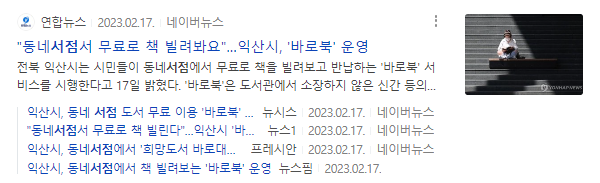 연합뉴스 2023.02.17. 네이버뉴스
"동네서점서 무료로 책 빌려봐요"...익산시, '바로북' 운영
전북 익산시는 시민들이 동네서점에서 무료로 책을 빌려보고 반납하는 '바로북' 서
비스를 시행한다고 17일 밝혔다. '바로북'은 도서관에서 소장하지 않은 신간 등의...
익산시, 동네 서점 도서 무료 이용 '바로북' ... 뉴시스 2023.02.17. 네이버뉴스
"동네서점서 무료로 책 빌린다"...익산시 '바... 뉴스1 2023.02.17. 네이버뉴스
익산시, 동네서점에서 '희망도서 바로대... 프레시안 2023.02.17. 네이버뉴스
익산시, 동네서점에서 책 빌려보는 '바로북' 운영 뉴스핌 2023.02.17.
YONHAP NEWS